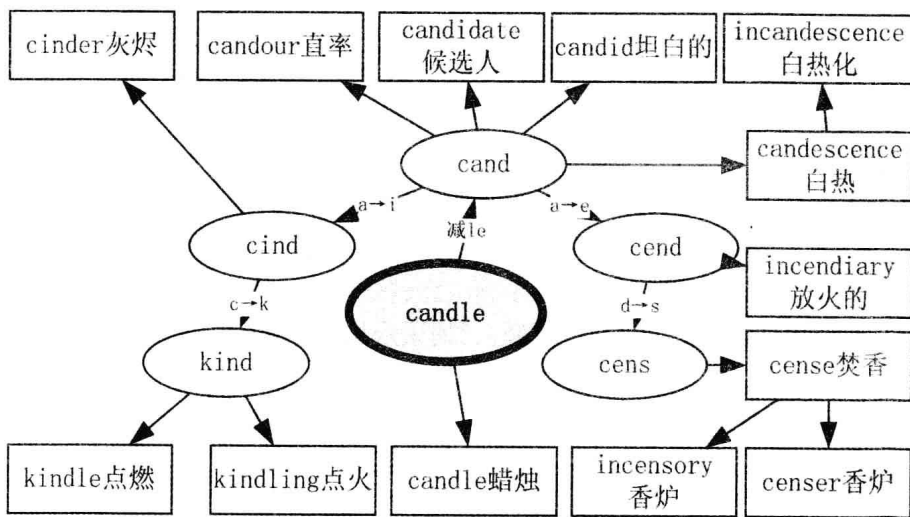 cinder灰烬
candour直率
candidate
候选人
candid坦白的
incandescence
白热化
cand
candescence
白热
a→i
a→e
减le
cind
cend
incendiary
放火的
candle
c→k
d→s
kind
cens
cense焚香
kindle点燃
kindling点火
candle蜡烛
incensory
香炉
censer香炉